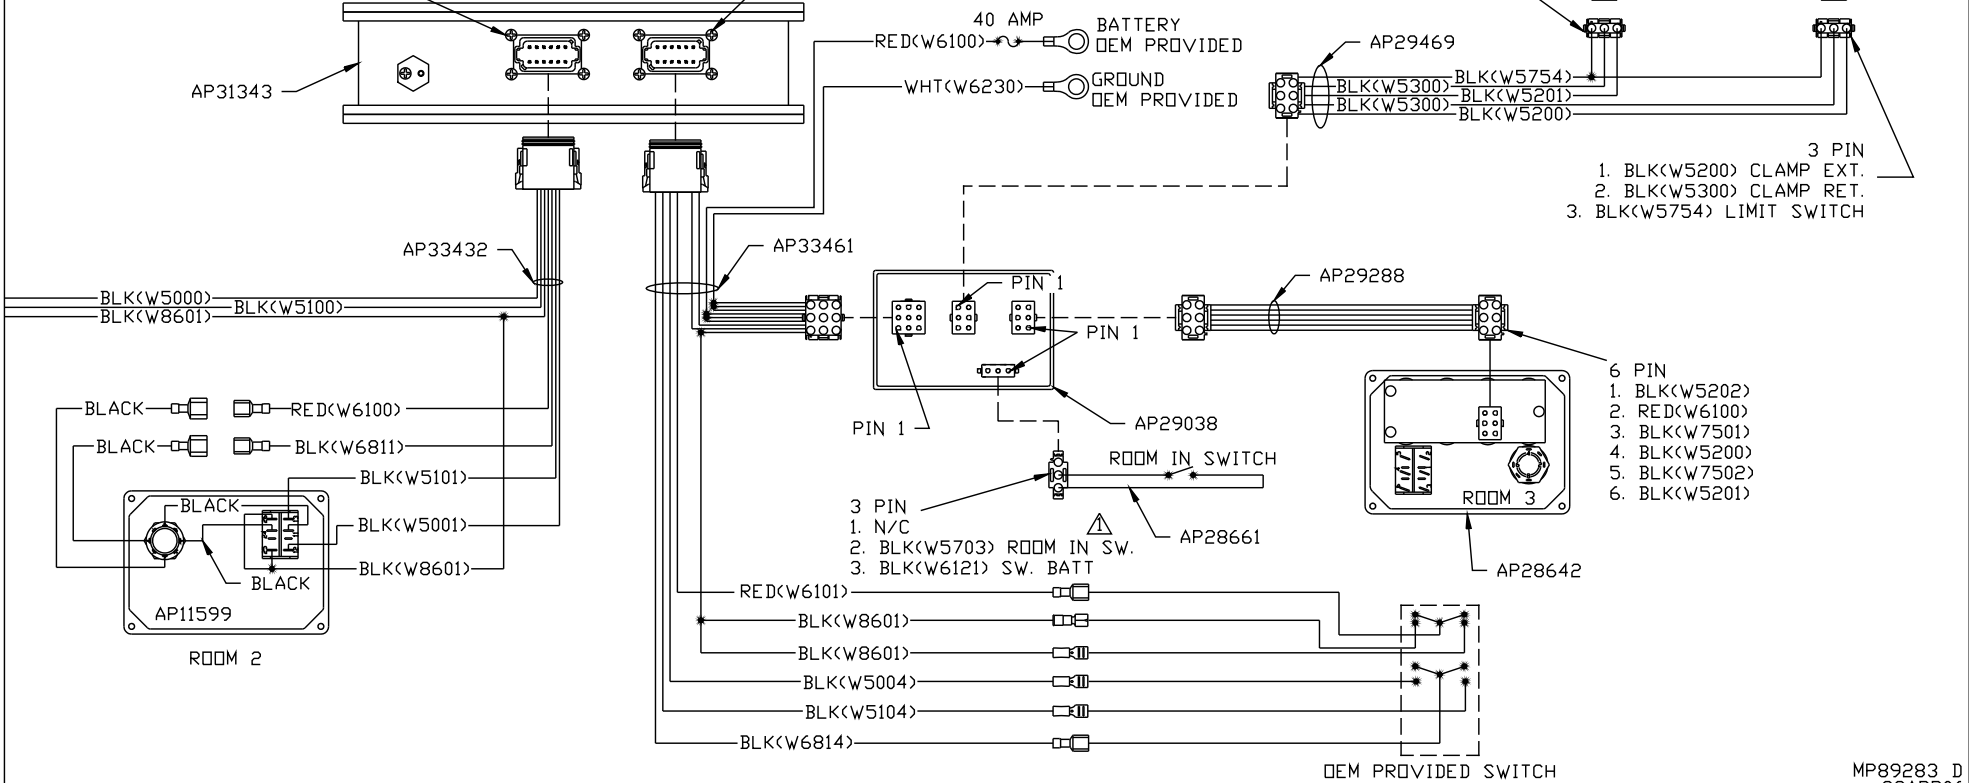 40 AMP
RED(W6100)
BATTERY
OEM PROVIDED
AP29469
AP31343
WHT(W6230)
GROUND
OEM PROVIDED
BLK(W5754)
BLK(W5300)
BLK(W5201)
BLK(W5300)
BLK(W5200)
3 PIN
1. BLK(W5200) CLAMP EXT.
2. BLK(W5300) CLAMP RET.
3. BLK(W5754) LIMIT SWITCH
AP33432
AP33461
BLK(W5000)
BLK(W5100)
BLK(W8601)
PIN 1
AP29288
PIN 1
PIN 1
AP29038
6 PIN
1. BLK(W5202)
2. RED(W6100)
3. BLK(W7501)
4. BLK(W5200)
5. BLK(W7502)
6. BLK(W5201)
BLACK
RED(W6100)
BLACK
BLK(W6811)
BLK(W5101)
BLACK
BLK(W5001)
BLK(W8601)
BLACK
AP11599
ROOM 2
ROOM IN SWITCH
3 PIN
1. N/C
2. BLK(W5703) ROOM IN SW.
3. BLK(W6121) SW. BATT
1
AP28661
ROOM 3
AP28642
RED(W6101)
BLK(W8601)
BLK(W8601)
BLK(W5004)
BLK(W5104)
BLK(W6814)
OEM PROVIDED SWITCH
MP89283 D